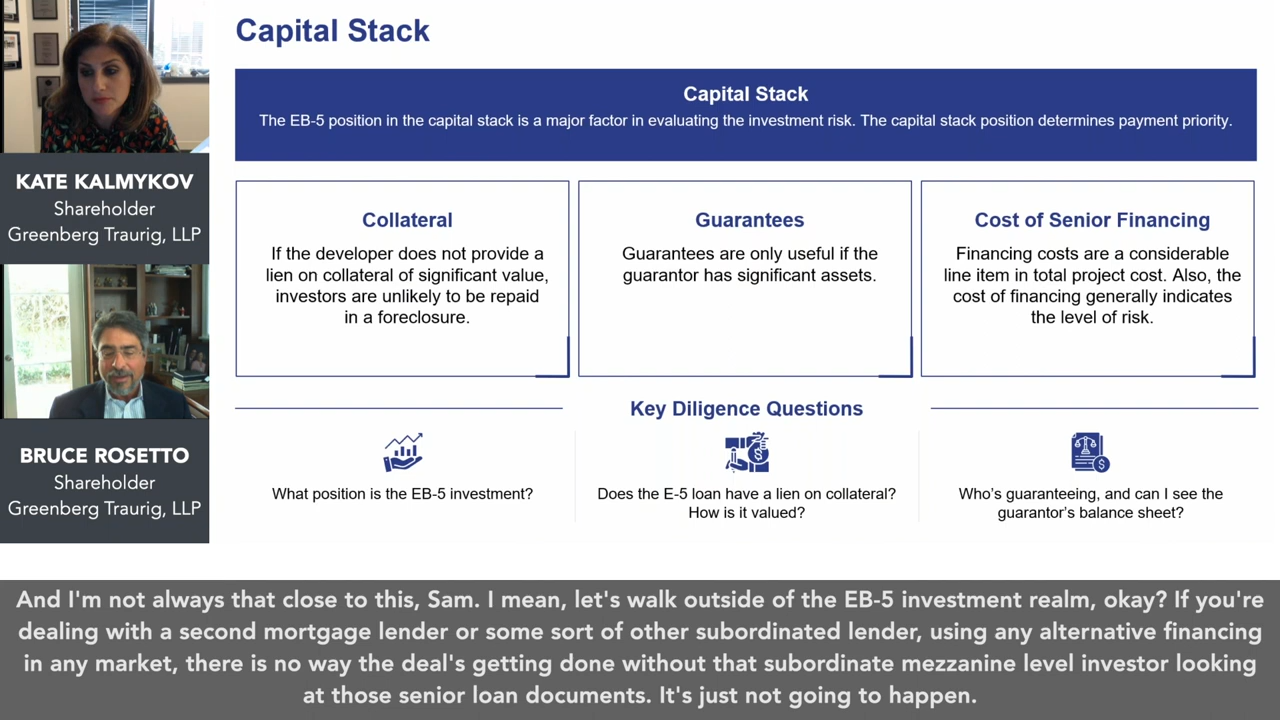 Capital Stack
Capital Stack
The EB-5 position in the capital stack is a major factor in evaluating the investment risk. The capital stack position determines payment priority.
KATE KALMYKOV
Shareholder
Greenberg Traurig, LLP
BRUCE ROSETTO
Shareholder
Greenberg Traurig, LLP
Collateral
If the developer does not provide a
lien on collateral of significant value,
investors are unlikely to be repaid
in a foreclosure.
Guarantees
Guarantees are only useful if the
guarantor has significant assets.
Cost of Senior Financing
Financing costs are a considerable
line item in total project cost. Also, the
cost of financing generally indicates
the level of risk.
Key Diligence Questions
What position is the EB-5 investment?
Does the E-5 loan have a lien on collateral?
How is it valued?
Who's guaranteeing, and can I see the
guarantor's balance sheet?
And I'm not always that close to this, Sam. I mean, let's walk outside of the EB-5 investment realm, okay? If you're
dealing with a second mortgage lender or some sort of other subordinated lender, using any alternative financing
in any market, there is no way the deal's getting done without that subordinate mezzanine level investor looking
at those senior loan documents. It's just not going to happen.